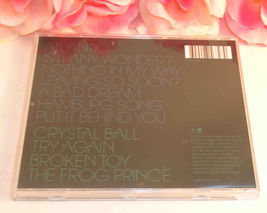 ATLANTIC
IS IT ANY WONDER?
NOTHING IN MY WAY
LEAVING SO SOON?
A BAD DREAM
HAMBURG SONG
PUT IT BEHIND YOU
CRYSTAL BALL
TRY AGAIN
BROKEN TOY
THE FROG PRINCE